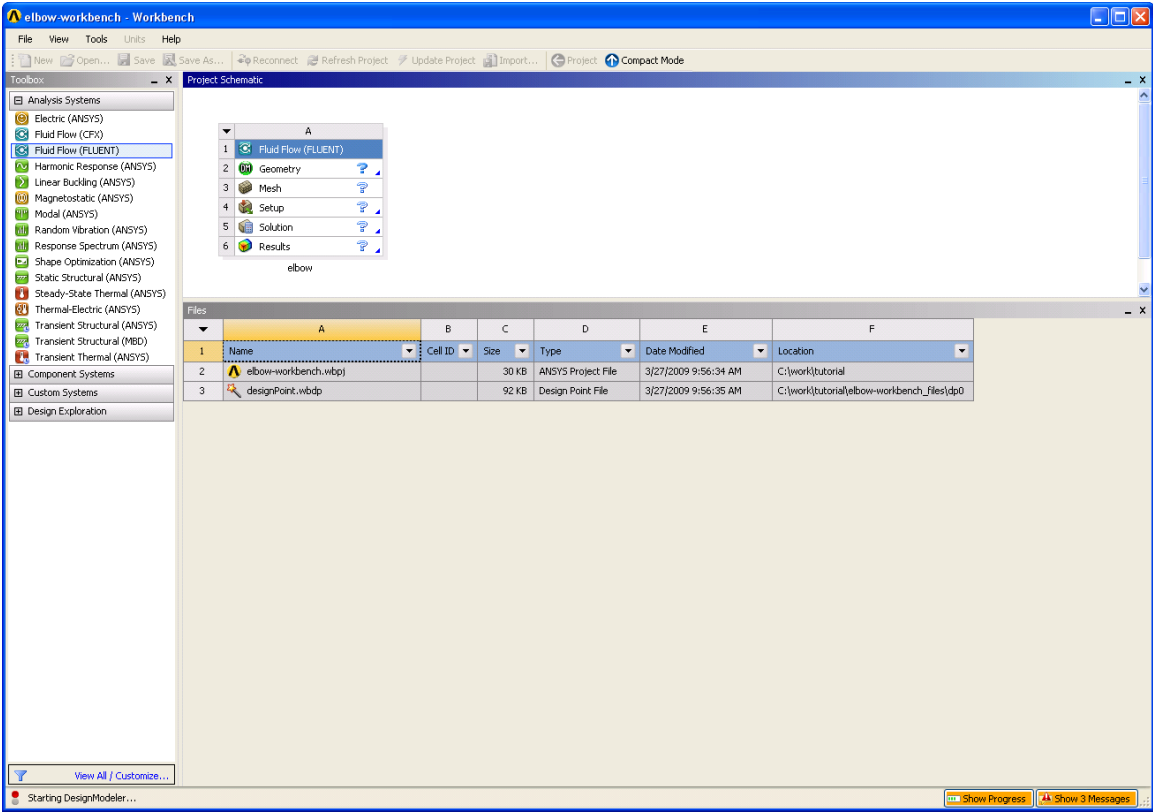 elbow-workbench - Workbench
File View Tools Units Help
New Open... Save Save As... Reconnect Refresh Project Update Project Import... Project Compact Mode
Toolbox
Project Schematic
Analysis Systems
Electric (ANSYS)
Fluid Flow (CFX)
Fluid Flow (FLUENT)
Harmonic Response (ANSYS)
Linear Buckling (ANSYS)
Magnetostatic (ANSYS)
Modal (ANSYS)
Random Vibration (ANSYS)
Response Spectrum (ANSYS)
Shape Optimization (ANSYS)
Static Structural (ANSYS)
Steady-State Thermal (ANSYS)
Thermal-Electric (ANSYS)
Transient Structural (ANSYS)
Transient Structural (MBD)
Transient Thermal (ANSYS)
Component Systems
Custom Systems
Design Exploration
View All / Customize...
A
1 Fluid Flow (FLUENT)
2 DM Geometry ?
3 Mesh ?
4 Setup ?
5 Solution ?
6 Results ?
elbow
Files
A B C D E F
1 Name Cell ID Size Type Date Modified Location
2 elbow-workbench.wbpj 30 KB ANSYS Project File 3/27/2009 9:56:34 AM C:\work\tutorial
3 designPoint.wbdp 92 KB Design Point File 3/27/2009 9:56:35 AM C:\work\tutorial\elbow-workbench_files\dp0
Starting DesignModeler...
Show Progress Show 3 Messages